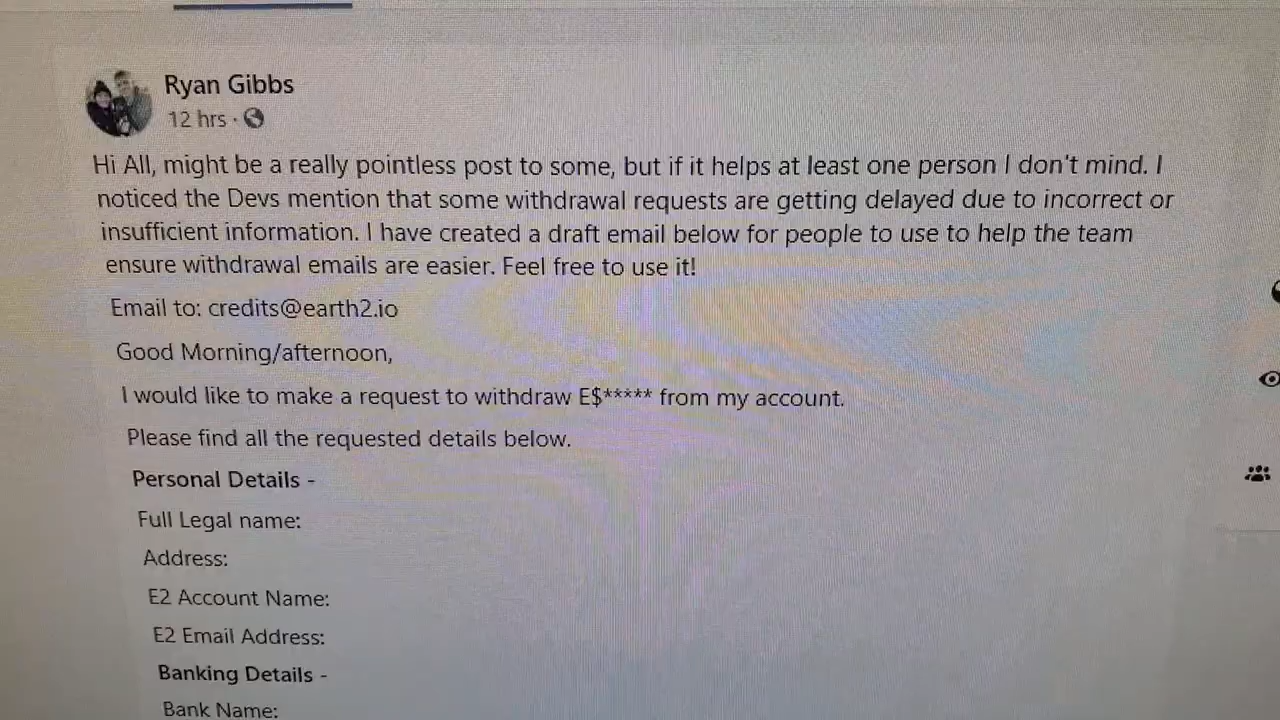 Ryan Gibbs
12 hrs ·
Hi All, might be a really pointless post to some, but if it helps at least one person I don't mind. I
noticed the Devs mention that some withdrawal requests are getting delayed due to incorrect or
insufficient information. I have created a draft email below for people to use to help the team
ensure withdrawal emails are easier. Feel free to use it!
Email to: credits@earth2.io
Good Morning/afternoon,
I would like to make a request to withdraw E$***** from my account.
Please find all the requested details below.
Personal Details -
Full Legal name:
Address:
E2 Account Name:
E2 Email Address:
Banking Details -
Bank Name: